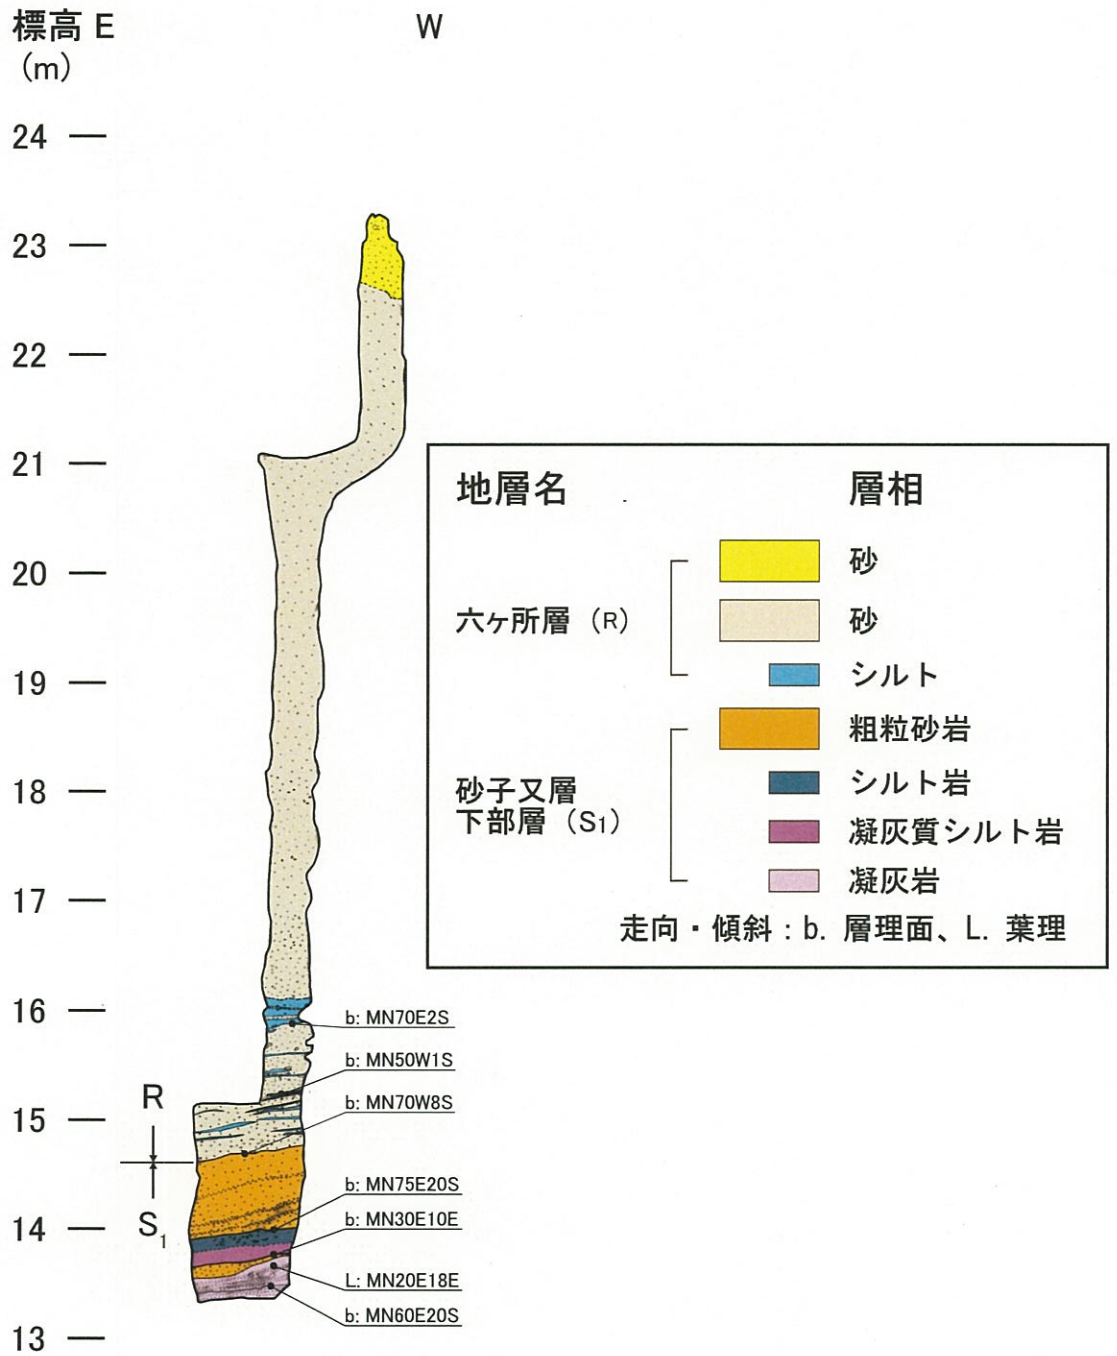 標高 E W
(m)
24
23
22
21
20
19
18
17
16
15
14
13
R
S1
b: MN70E2S
b: MN50W1S
b: MN70W8S
b: MN75E20S
b: MN30E10E
L: MN20E18E
b: MN60E20S
地層名 層相
六ヶ所層（R）
砂
砂
シルト
砂子又層
下部層（S1）
粗粒砂岩
シルト岩
凝灰質シルト岩
凝灰岩
走向・傾斜：b. 層理面、L. 葉理